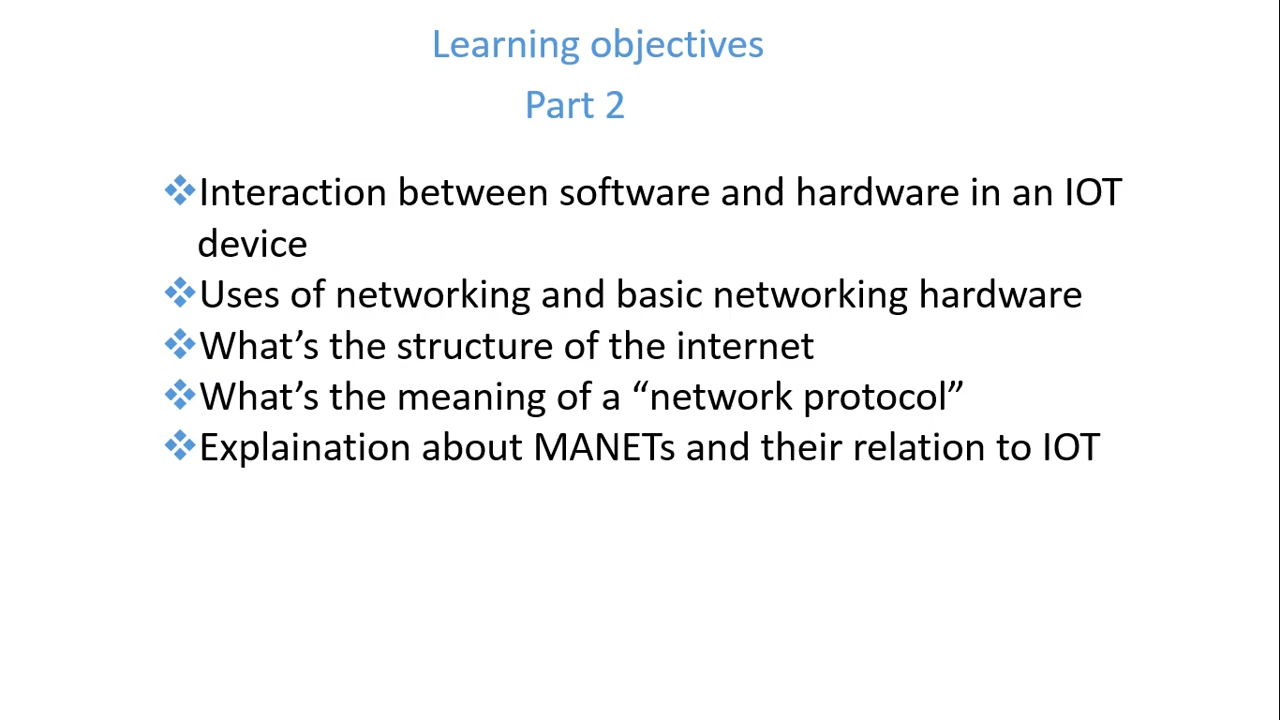 Learning objectives
Part 2
❖Interaction between software and hardware in an IOT
device
❖Uses of networking and basic networking hardware
❖What’s the structure of the internet
❖What’s the meaning of a “network protocol”
❖Explaination about MANETs and their relation to IOT